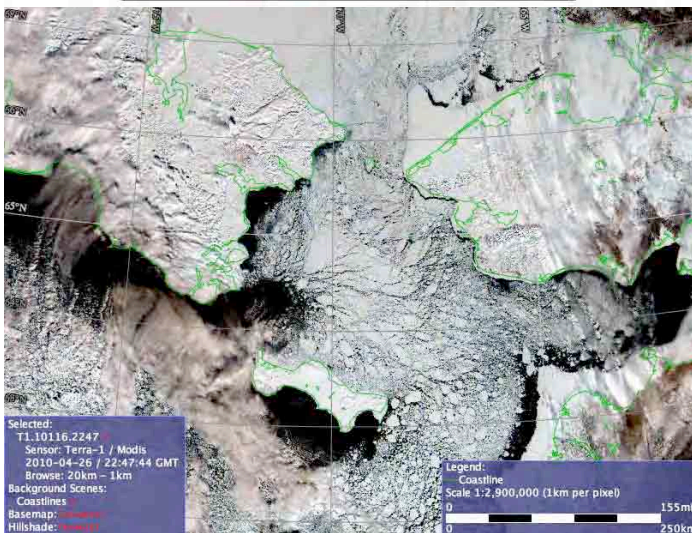 66°N
65°N
Selected:
T1.10116.2247
Sensor: Terra-1 / Modis
2010-04-26 / 22:47:44 GMT
Browse: 20km - 1km
Background Scenes:
Coastlines
Basemap:
Hillshade:
Legend:
Coastline
Scale 1:2,900,000 (1km per pixel)
0 155mi
0 250km